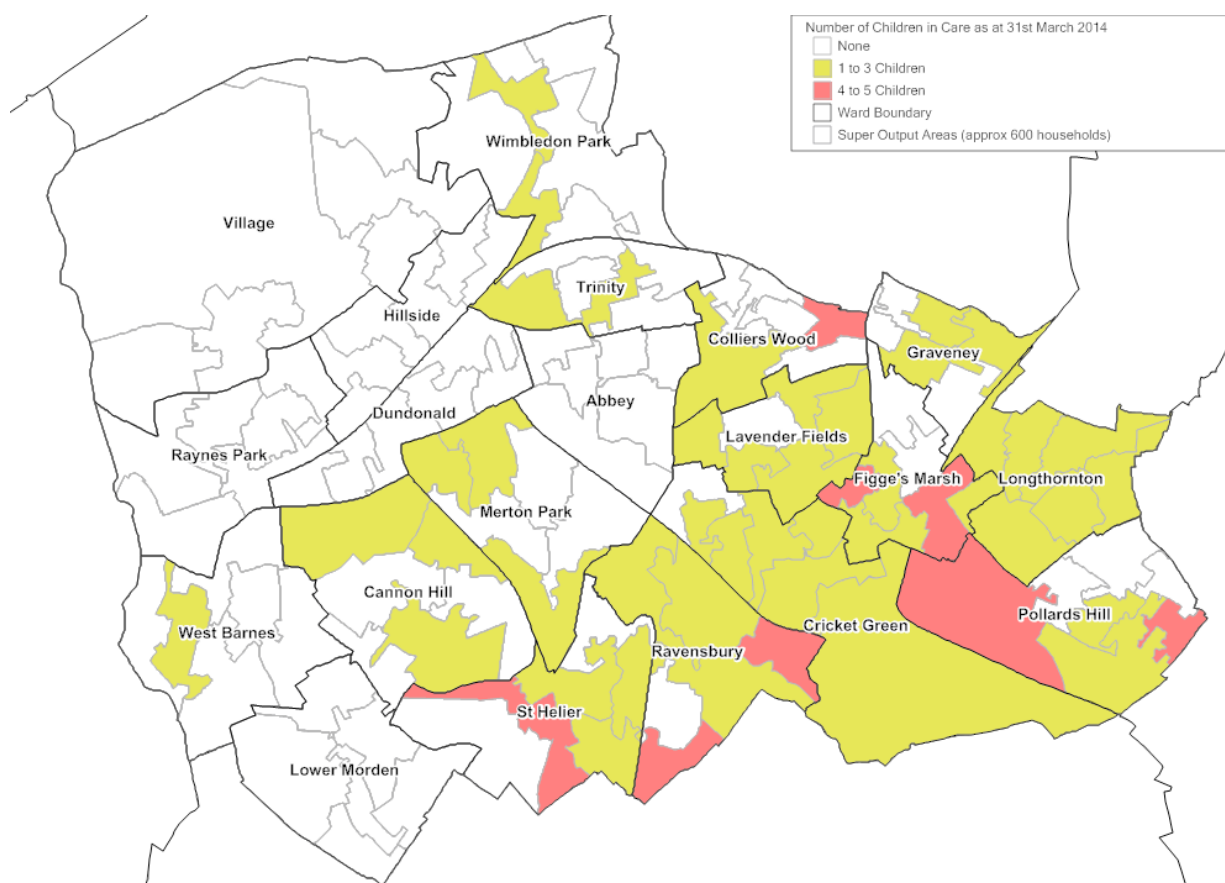 Number of Children in Care as at 31st March 2014
None
1 to 3 Children
4 to 5 Children
Ward Boundary
Super Output Areas (approx 600 households)
Wimbledon Park
Village
Trinity
Hillside
Colliers Wood
Graveney
Abbey
Dundonald
Lavender Fields
Raynes Park
Figge's Marsh
Longthornton
Merton Park
Cannon Hill
Pollards Hill
Cricket Green
West Barnes
Ravensbury
St Helier
Lower Morden